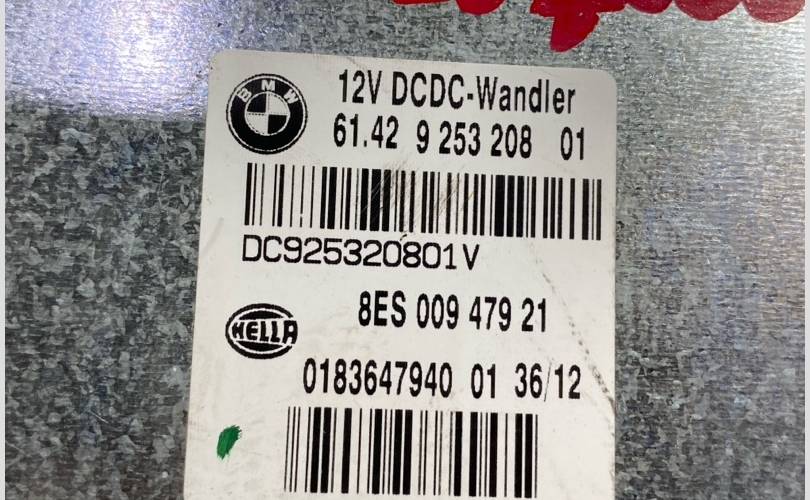 BMW
12V DCDC-Wandler
61.42 9 253 208 01
DC925320801V
8ES 009 479 21
HELLA
0183647940 01 36/12